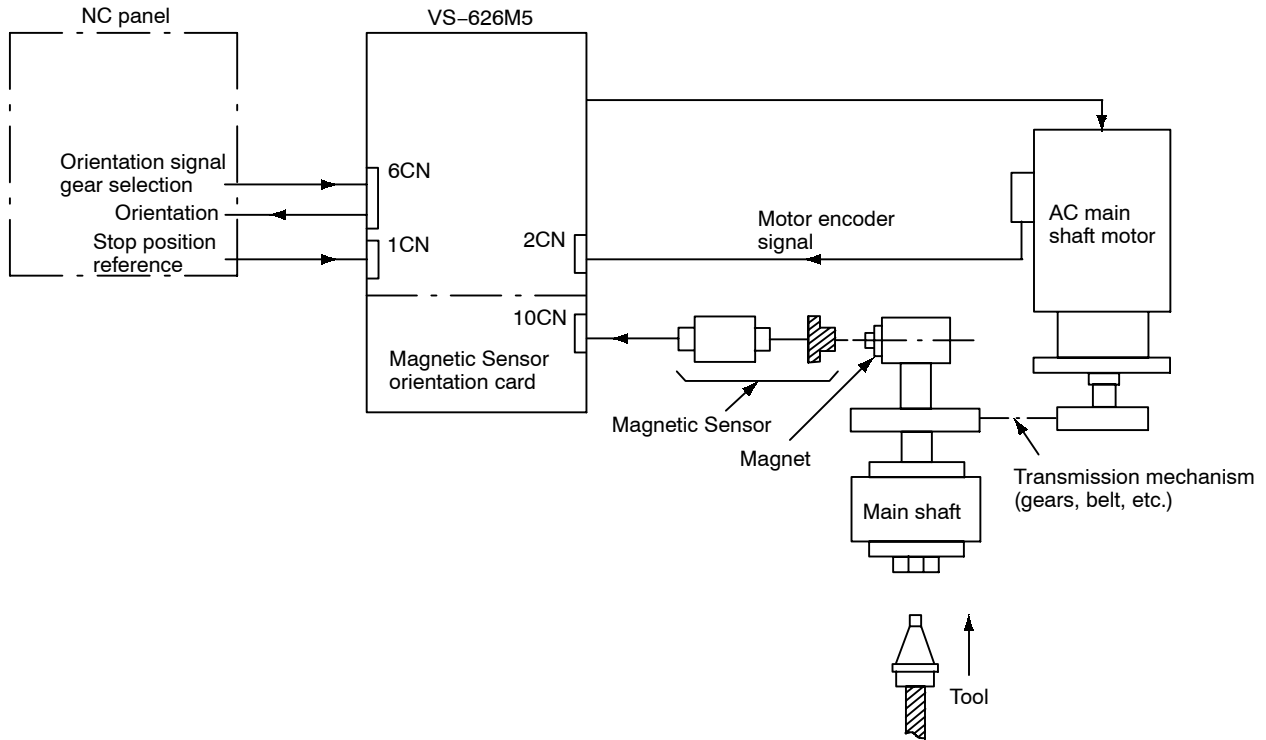 NC panel
VS-626M5
Orientation signal
gear selection
6CN
Orientation
Stop position
reference
1CN
2CN
Motor encoder
signal
AC main
shaft motor
10CN
Magnetic Sensor
orientation card
Magnetic Sensor
Magnet
Transmission mechanism
(gears, belt, etc.)
Main shaft
Tool